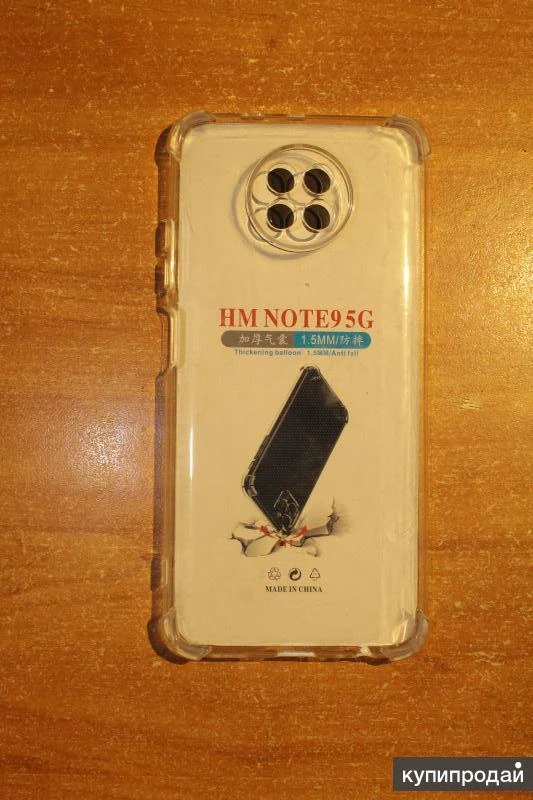 HM NOTE9 5G
加厚气囊 1.5MM/防摔
Thickening balloon 1.5MM/Anti fall
MADE IN CHINA
купипродай